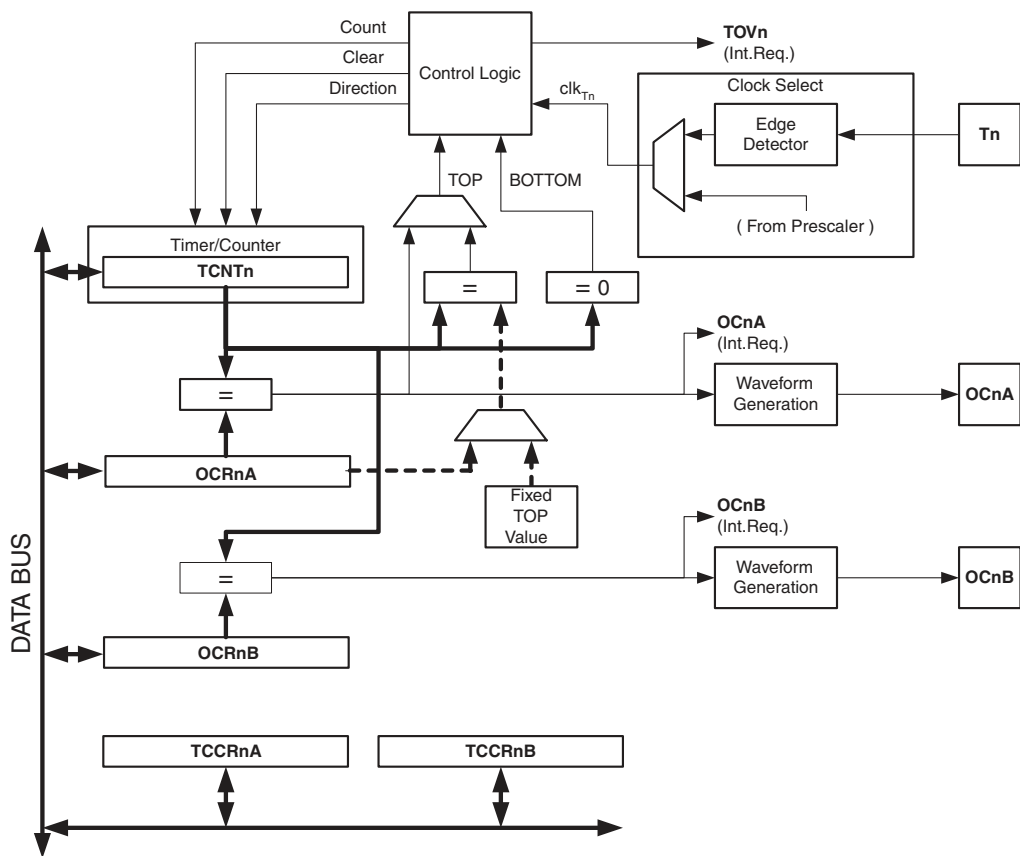 Count
Clear
Direction
Control Logic
TOVn
(Int.Req.)
clkTn
Clock Select
Edge
Detector
Tn
( From Prescaler )
TOP
BOTTOM
Timer/Counter
TCNTn
=
= 0
=
OCnA
(Int.Req.)
Waveform
Generation
OCnA
OCRnA
Fixed
TOP
Value
OCnB
(Int.Req.)
=
Waveform
Generation
OCnB
OCRnB
DATA BUS
TCCRnA
TCCRnB